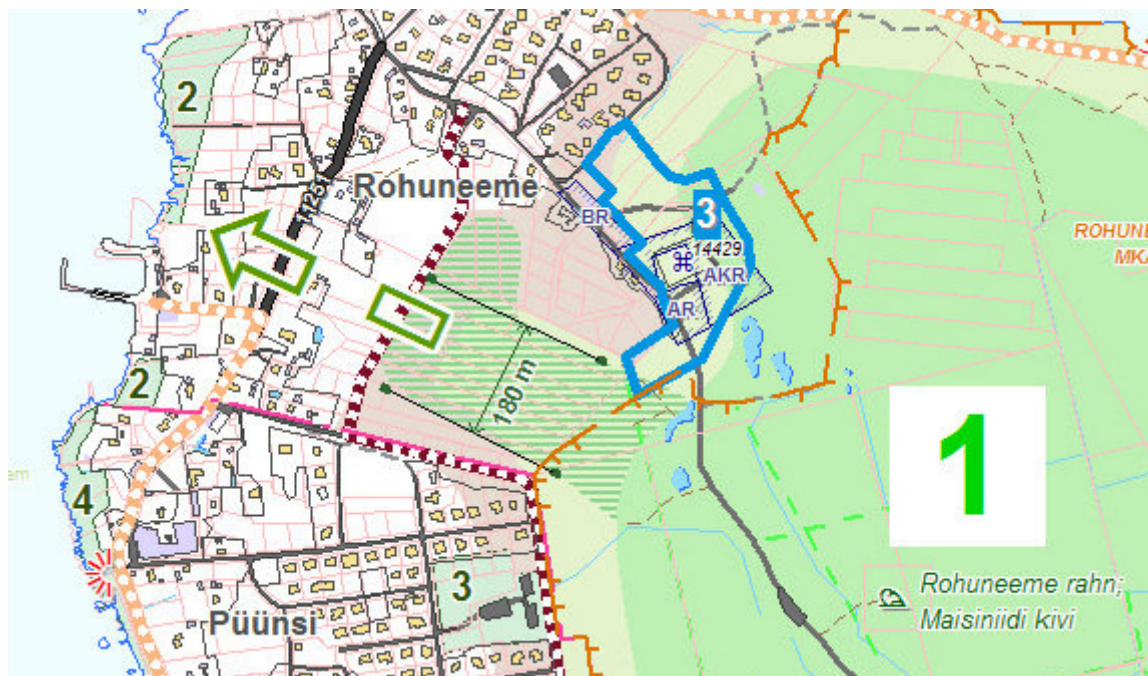 2
Rohuneeme
BR
3
14429
AKR
AR
ROHUNE
MKA
180 m
2
4
1
3
Püünsi
Rohuneeme rahn;
Maisiniidi kivi